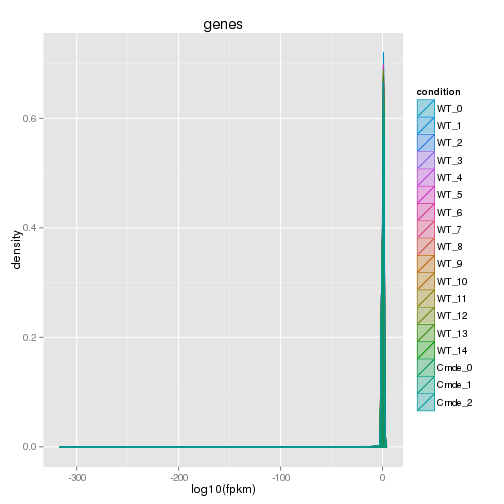 genes
condition
WT_0
WT_1
WT_2
WT_3
WT_4
WT_5
WT_6
WT_7
WT_8
WT_9
WT_10
WT_11
WT_12
WT_13
WT_14
Cmde_0
Cmde_1
Cmde_2
density
0.6
0.4
0.2
0.0
-300
-200
-100
0
log10(fpkm)